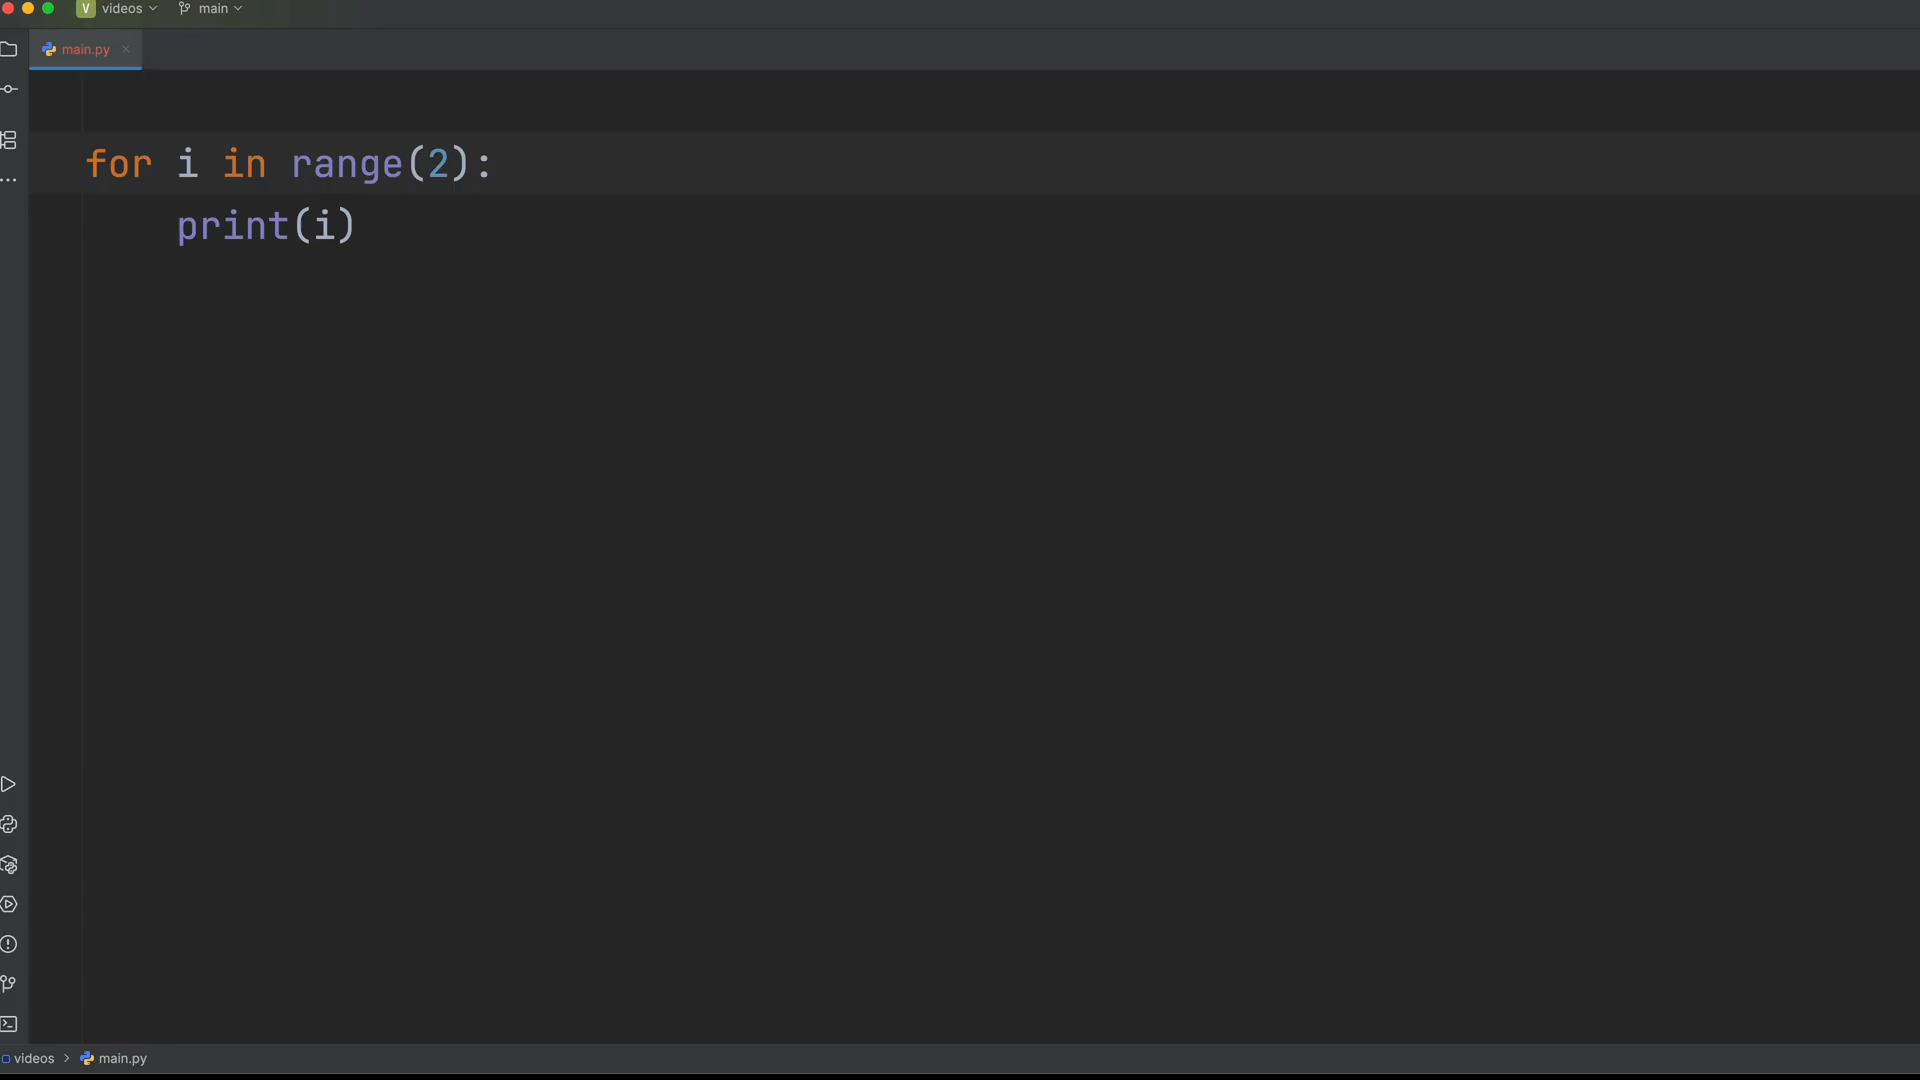 V videos main
main.py
for i in range(2):
    print(i)
videos > main.py